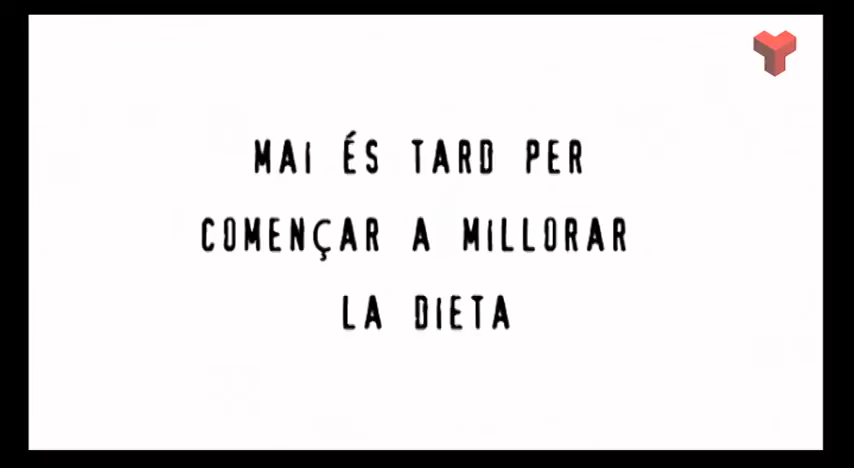 MAI ÉS TARD PER
COMENÇAR A MILLORAR
LA DIETA